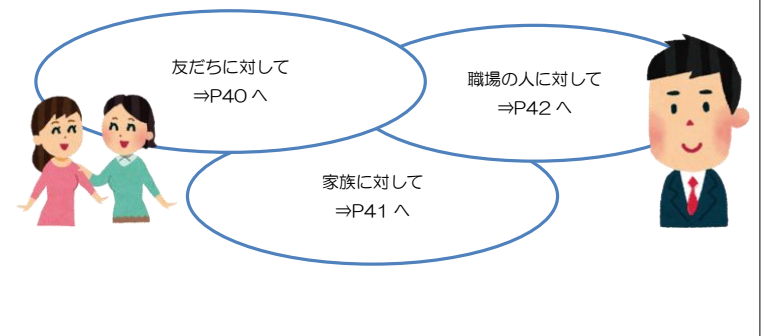 友だちに対して
⇒P40 へ
職場の人に対して
⇒P42 へ
家族に対して
⇒P41 へ